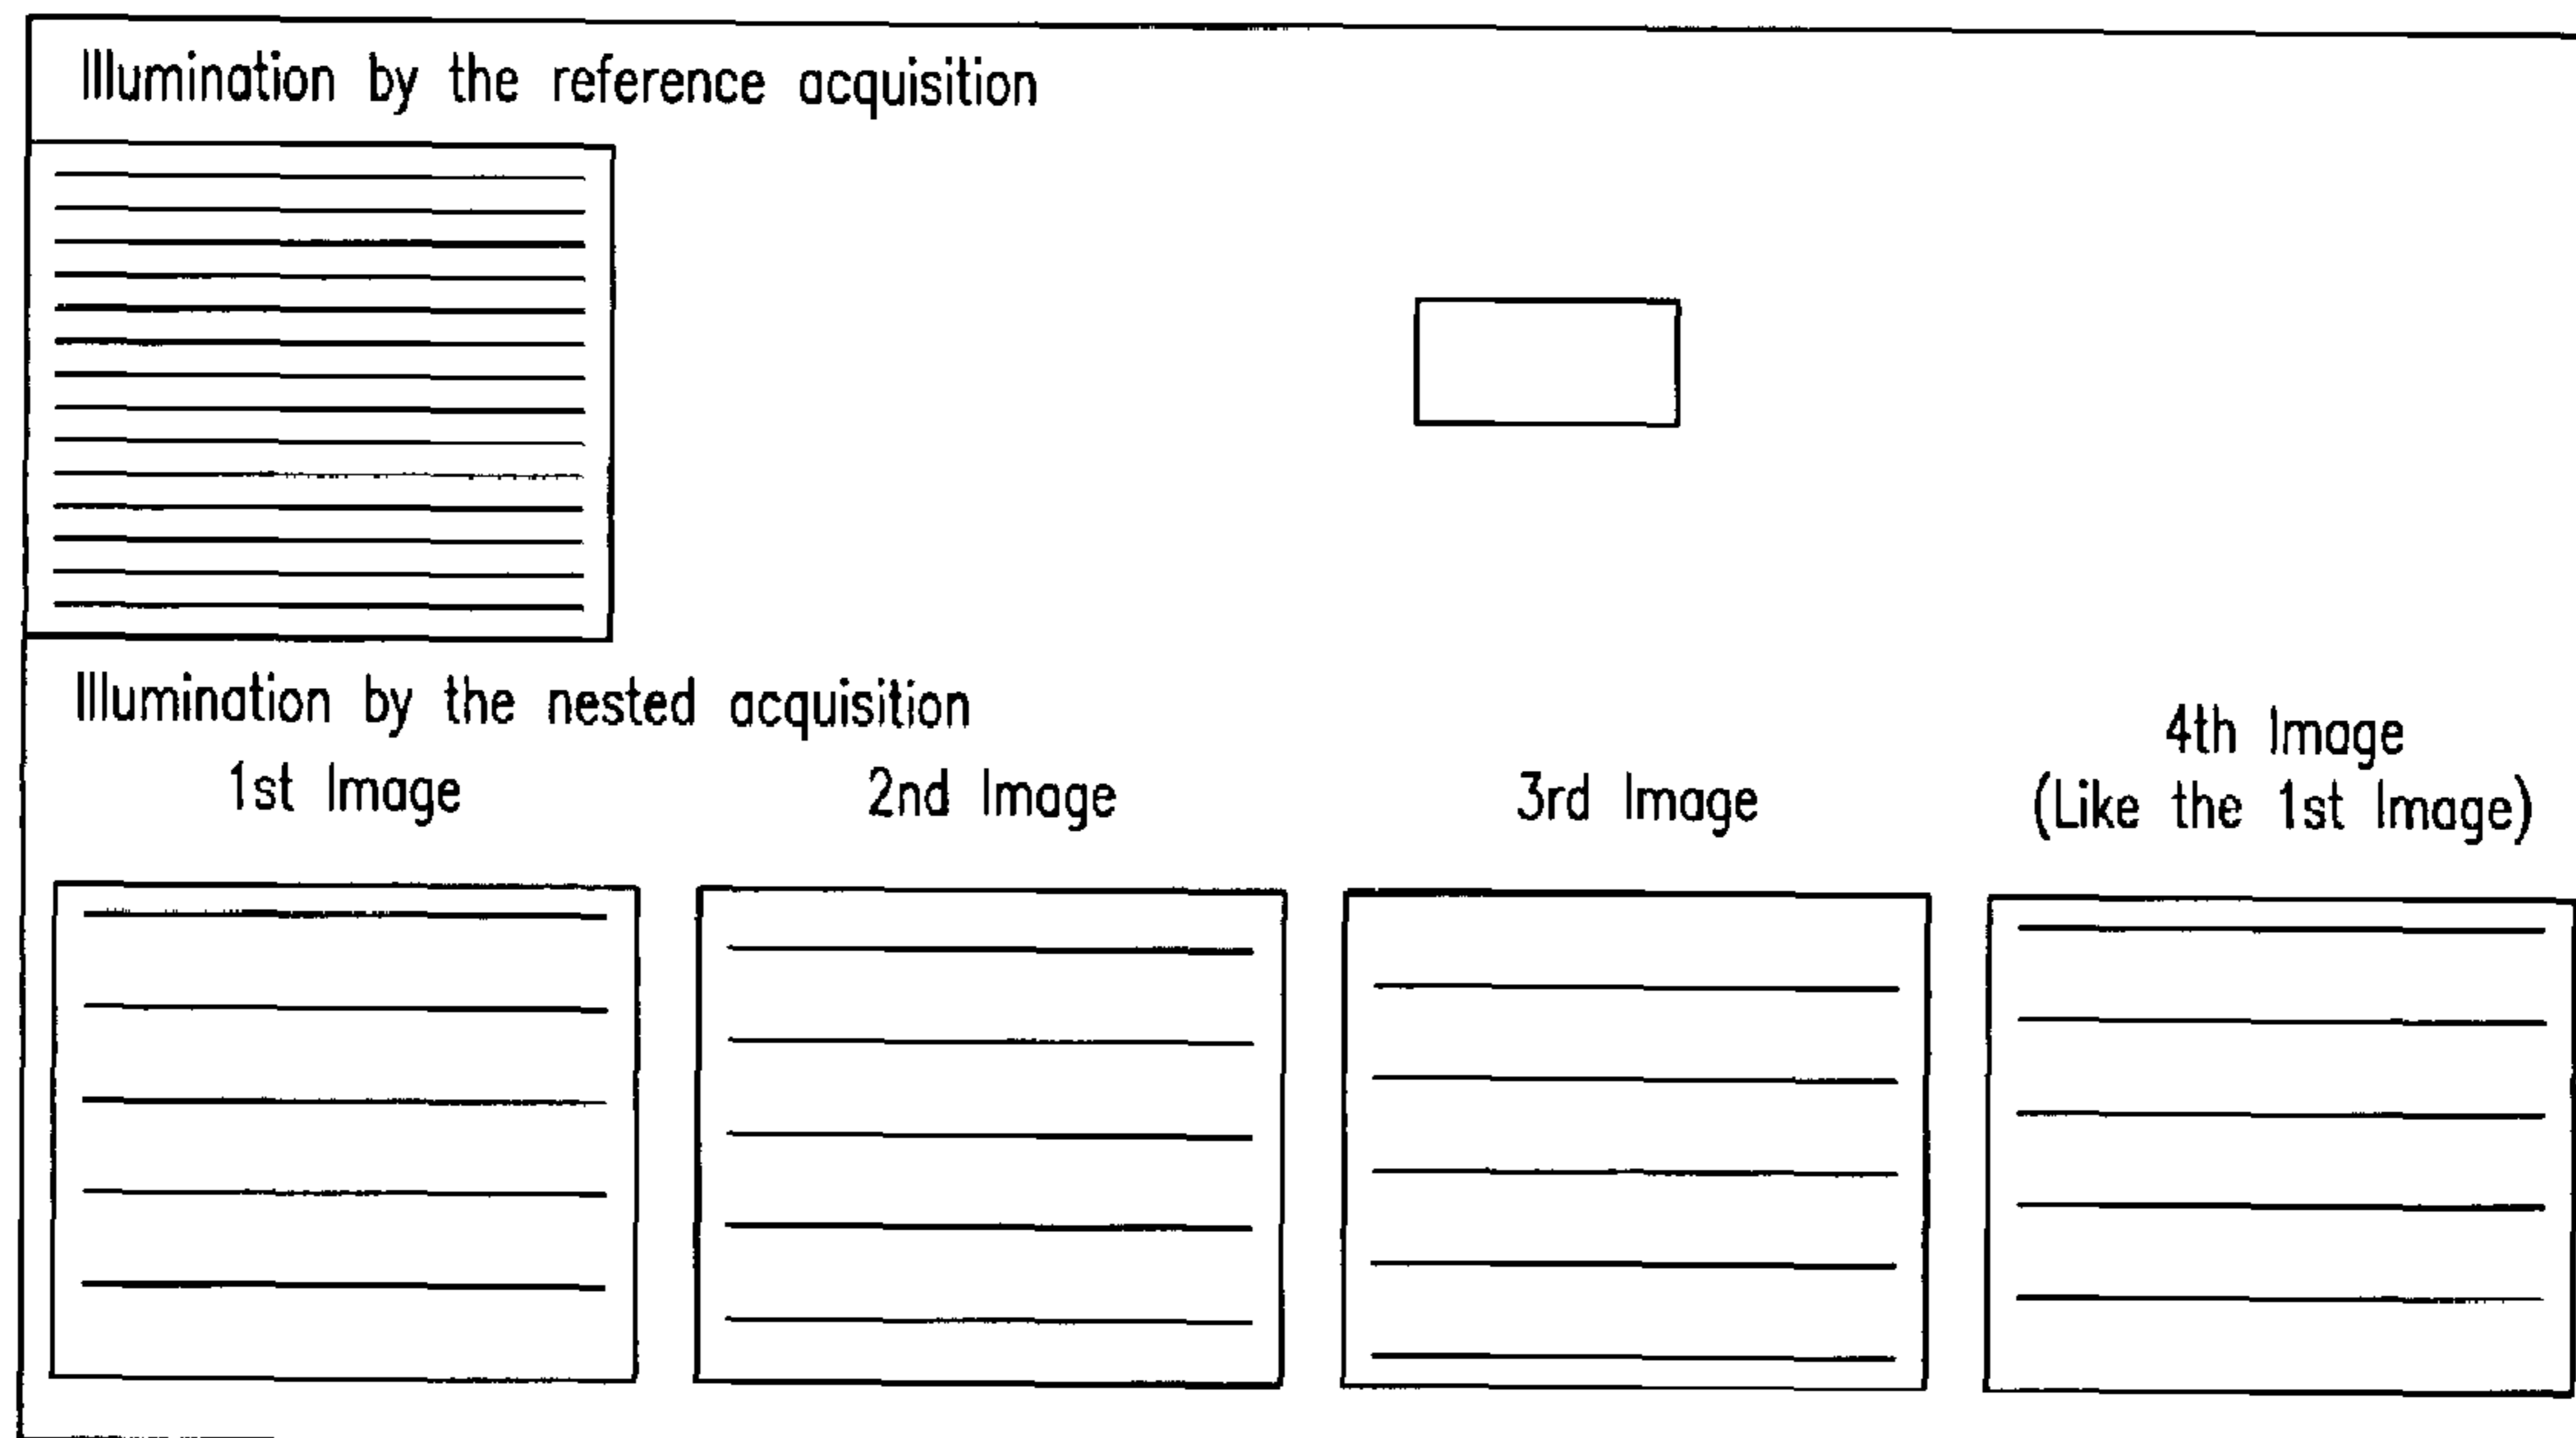 Illumination by the reference acquisition
Illumination by the nested acquisition
1st Image
2nd Image
3rd Image
4th Image
(Like the 1st Image)